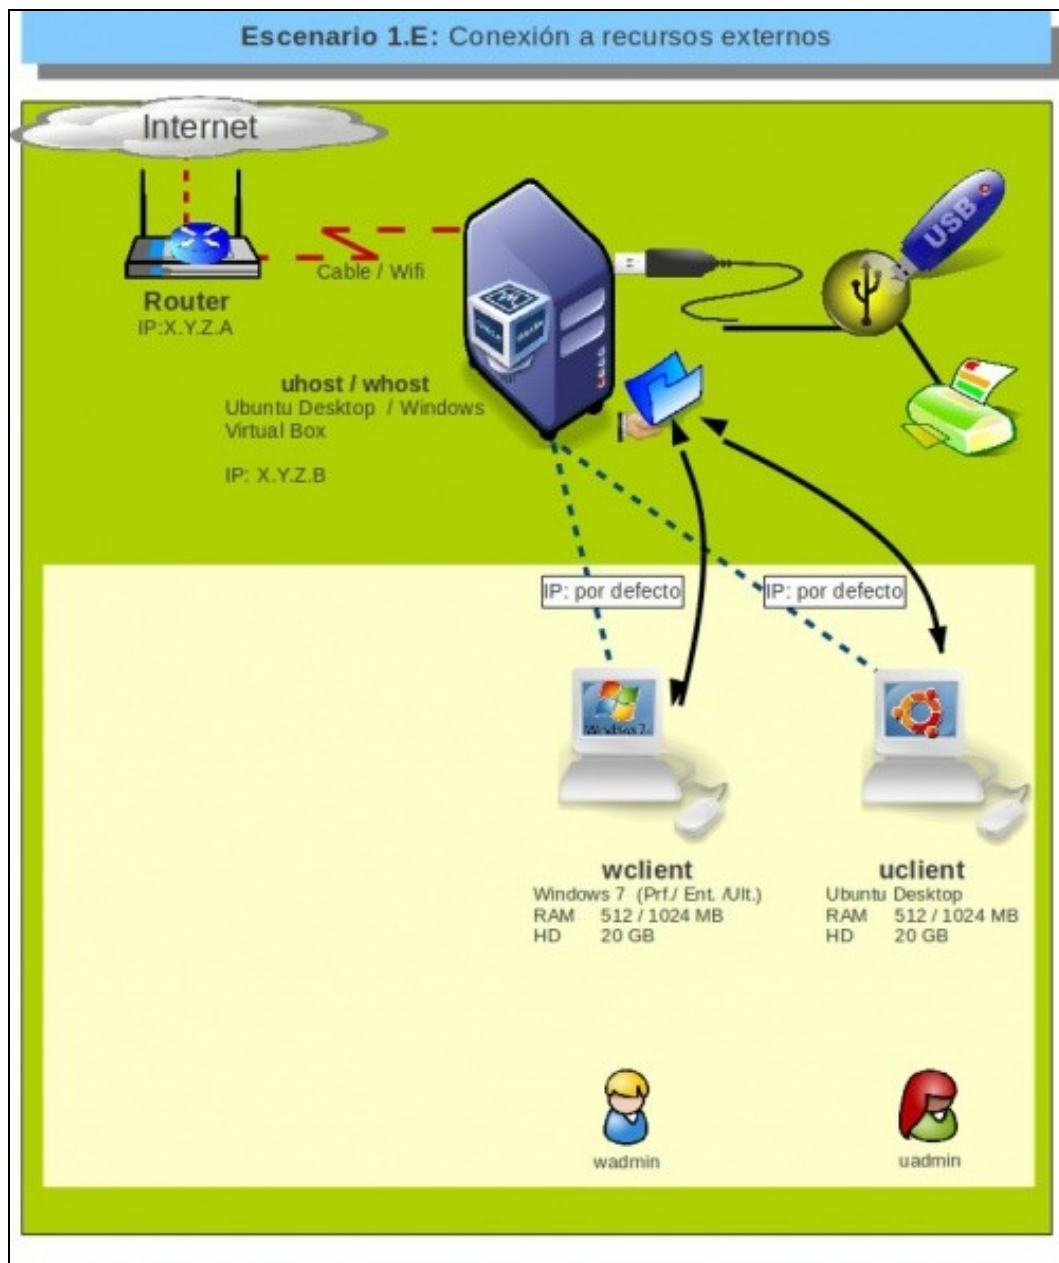 Escenario 1.E: Conexión a recursos externos
Internet
Cable / Wifi
Router
IP:X.Y.Z.A
USB
uhost / whost
Ubuntu Desktop / Windows
Virtual Box
IP: X.Y.Z.B
IP: por defecto
IP: por defecto
Windows 7
wclient
Windows 7 (Prf./ Ent. /Ult.)
RAM 512 / 1024 MB
HD 20 GB
uclient
Ubuntu Desktop
RAM 512 / 1024 MB
HD 20 GB
wadmin
uadmin